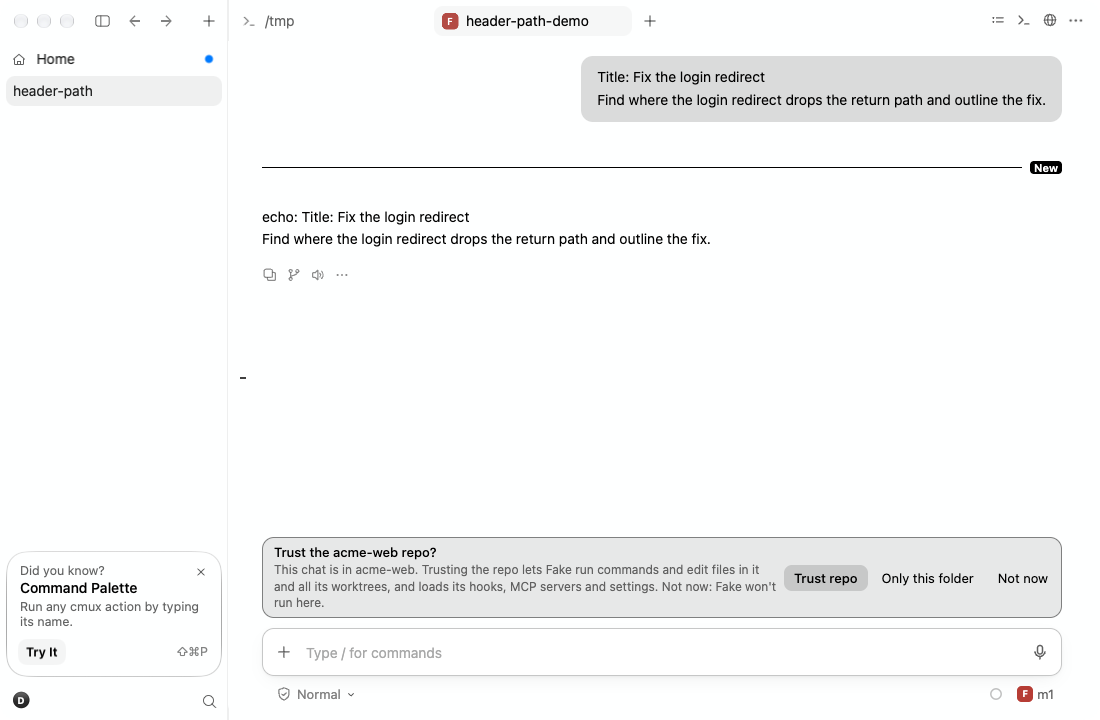 /tmp
F header-path-demo
Home
header-path
Title: Fix the login redirect
Find where the login redirect drops the return path and outline the fix.
New
echo: Title: Fix the login redirect
Find where the login redirect drops the return path and outline the fix.
Trust the acme-web repo?
This chat is in acme-web. Trusting the repo lets Fake run commands and edit files in it
and all its worktrees, and loads its hooks, MCP servers and settings. Not now: Fake won't
run here.
Trust repo
Only this folder
Not now
Did you know?
Command Palette
Run any cmux action by typing
its name.
Try It
⇧⌘P
Type / for commands
Normal
F m1
D